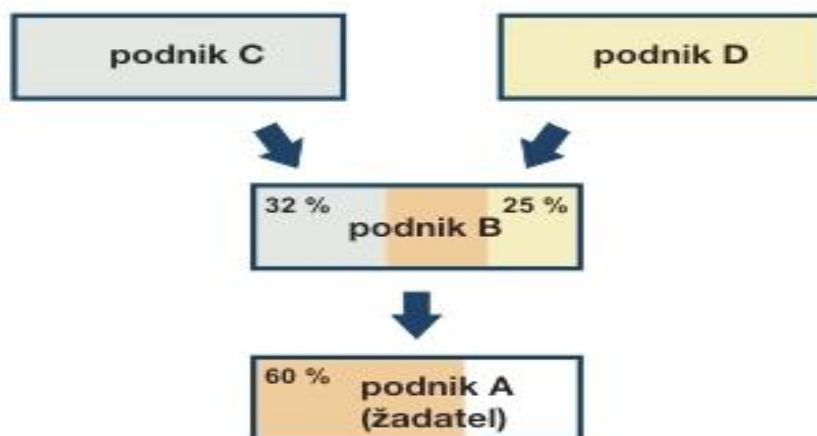 podnik C
podnik D
32 %
25 %
podnik B
60 %
podnik A
(žadatel)